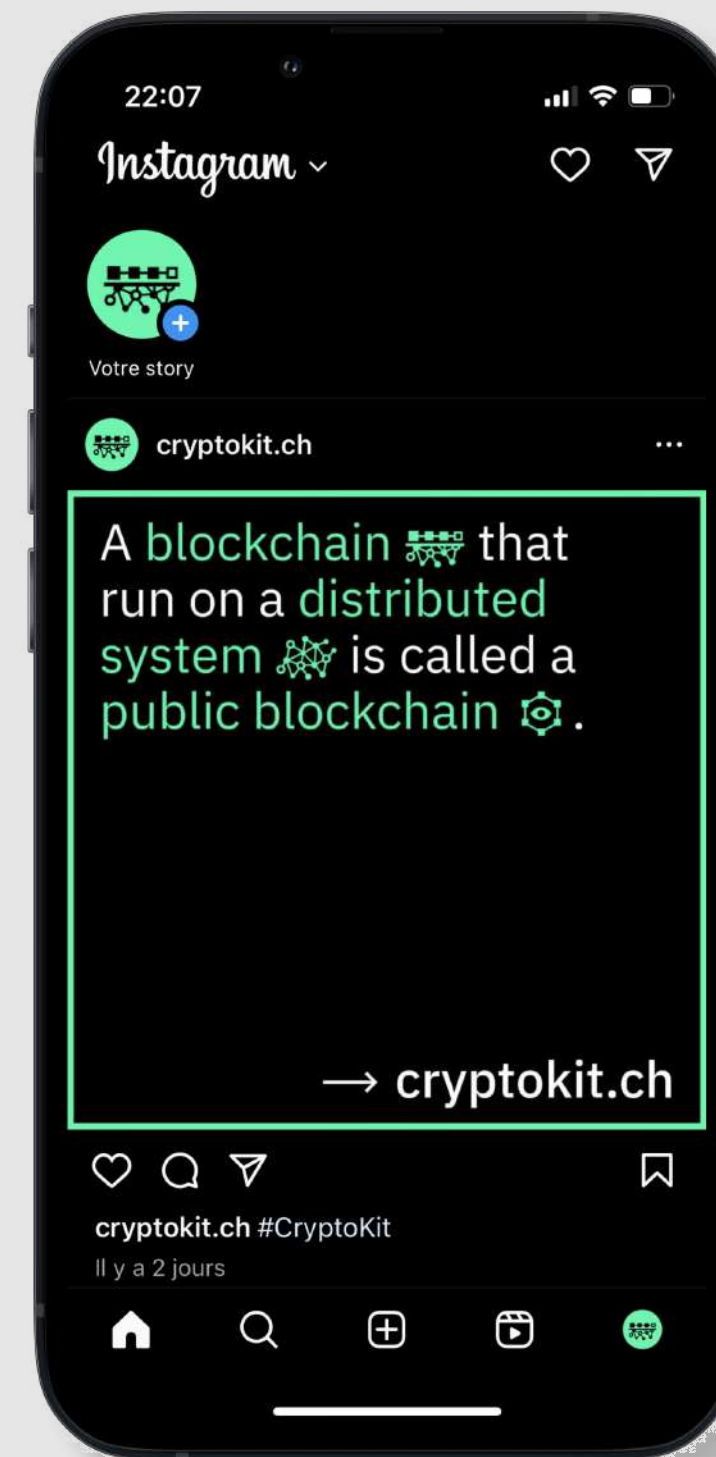 22:07
Instagram
Votre story
cryptokit.ch
A blockchain that
run on a distributed
system is called a
public blockchain .
→ cryptokit.ch
cryptokit.ch #CryptoKit
Il y a 2 jours